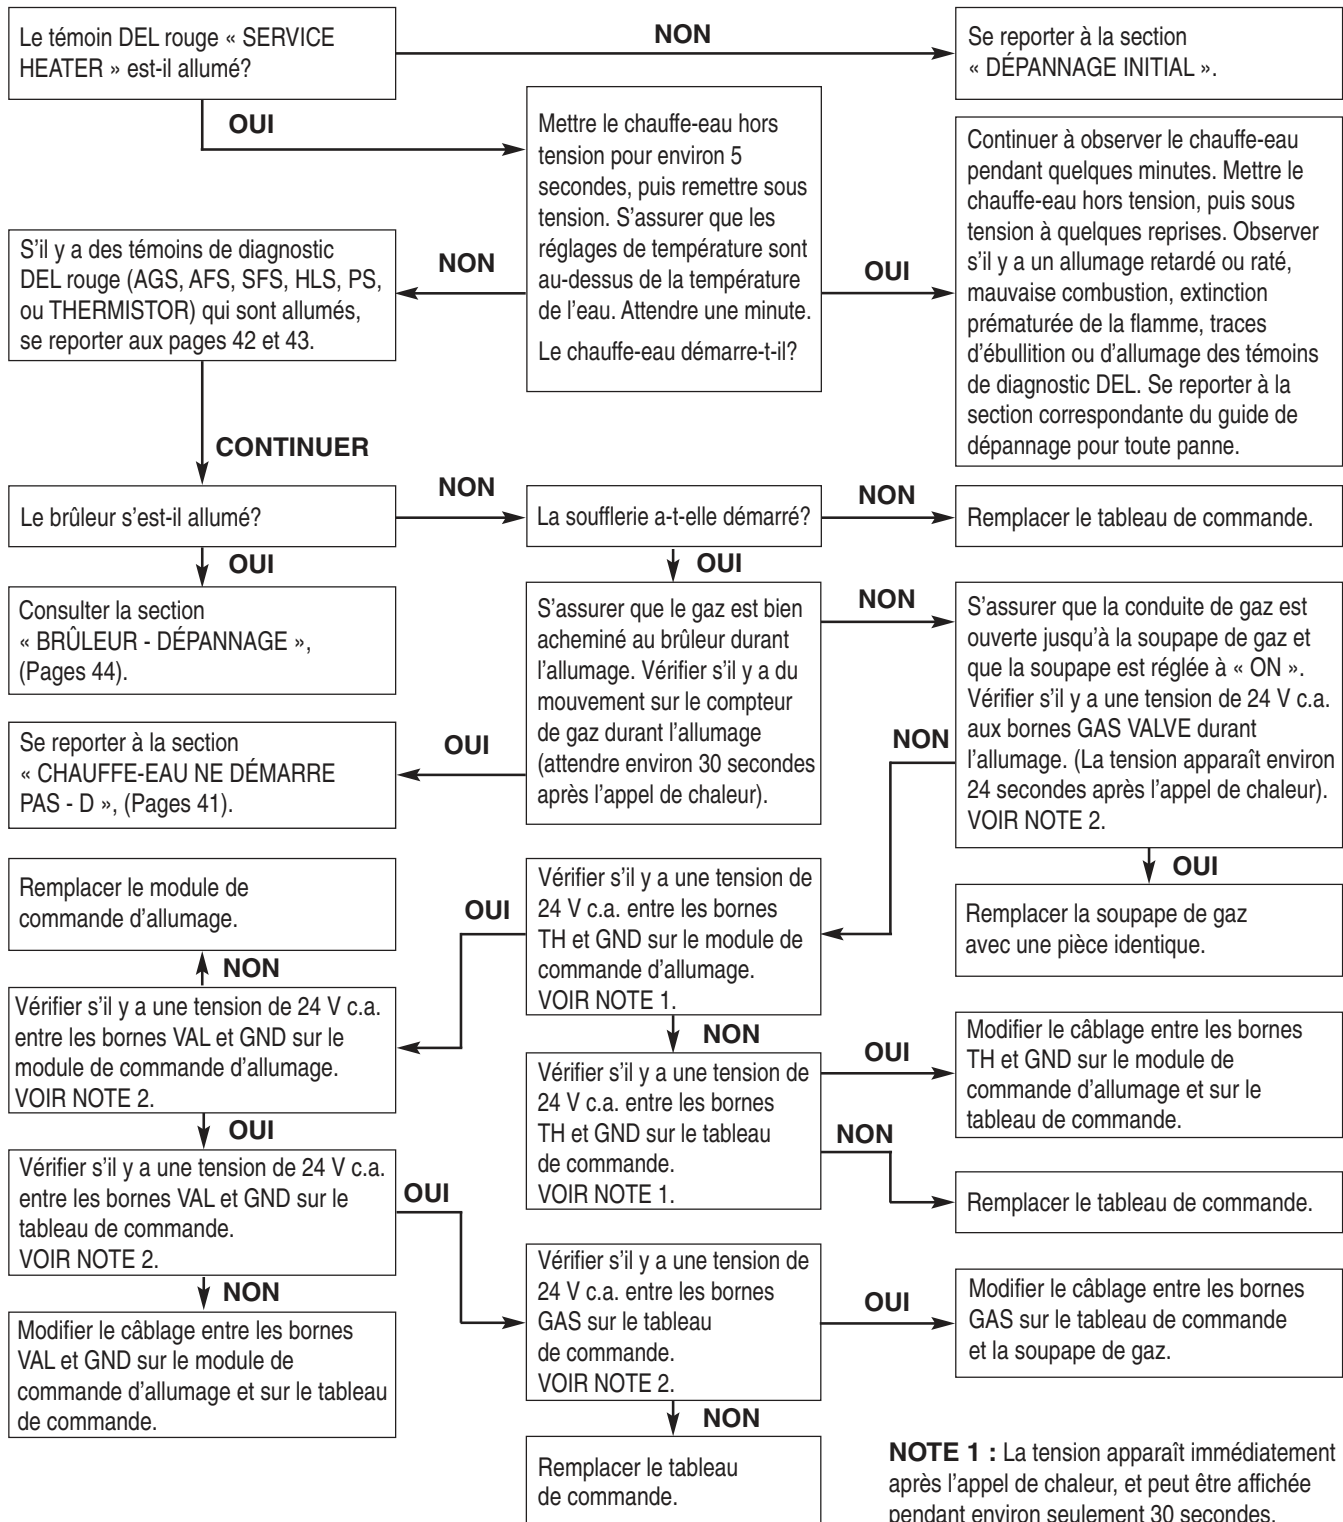 Le témoin DEL rouge « SERVICE
HEATER » est-il allumé?
NON
Se reporter à la section
« DÉPANNAGE INITIAL ».
OUI
Mettre le chauffe-eau hors
tension pour environ 5
secondes, puis remettre sous
tension. S'assurer que les
réglages de température sont
au-dessus de la température
de l'eau. Attendre une minute.
Le chauffe-eau démarre-t-il?
OUI
Continuer à observer le chauffe-eau
pendant quelques minutes. Mettre le
chauffe-eau hors tension, puis sous
tension à quelques reprises. Observer
s'il y a un allumage retardé ou raté,
mauvaise combustion, extinction
prématurée de la flamme, traces
d'ébullition ou d'allumage des témoins
de diagnostic DEL. Se reporter à la
section correspondante du guide de
dépannage pour toute panne.
NON
S'il y a des témoins de diagnostic
DEL rouge (AGS, AFS, SFS, HLS, PS,
ou THERMISTOR) qui sont allumés,
se reporter aux pages 42 et 43.
CONTINUER
Le brûleur s'est-il allumé?
NON
La soufflerie a-t-elle démarré?
NON
Remplacer le tableau de commande.
OUI
Consulter la section
« BRÛLEUR - DÉPANNAGE »,
(Pages 44).
OUI
S'assurer que le gaz est bien
acheminé au brûleur durant
l'allumage. Vérifier s'il y a du
mouvement sur le compteur
de gaz durant l'allumage
(attendre environ 30 secondes
après l'appel de chaleur).
NON
S'assurer que la conduite de gaz est
ouverte jusqu'à la soupape de gaz et
que la soupape est réglée à « ON ».
Vérifier s'il y a une tension de 24 V c.a.
aux bornes GAS VALVE durant
l'allumage. (La tension apparaît environ
24 secondes après l'appel de chaleur).
VOIR NOTE 2.
OUI
Se reporter à la section
« CHAUFFE-EAU NE DÉMARRE
PAS - D », (Pages 41).
NON
OUI
Remplacer la soupape de gaz
avec une pièce identique.
Vérifier s'il y a une tension de
24 V c.a. entre les bornes
TH et GND sur le module de
commande d'allumage.
VOIR NOTE 1.
OUI
Remplacer le module de
commande d'allumage.
NON
Vérifier s'il y a une tension de 24 V c.a.
entre les bornes VAL et GND sur le
module de commande d'allumage.
VOIR NOTE 2.
NON
Vérifier s'il y a une tension de
24 V c.a. entre les bornes
TH et GND sur le tableau
de commande.
VOIR NOTE 1.
OUI
Modifier le câblage entre les bornes
TH et GND sur le module de
commande d'allumage et sur le
tableau de commande.
NON
Remplacer le tableau de commande.
OUI
Vérifier s'il y a une tension de 24 V c.a.
entre les bornes VAL et GND sur le
tableau de commande.
VOIR NOTE 2.
OUI
Vérifier s'il y a une tension de
24 V c.a. entre les bornes
GAS sur le tableau
de commande.
VOIR NOTE 2.
OUI
Modifier le câblage entre les bornes
GAS sur le tableau de commande
et la soupape de gaz.
NON
Modifier le câblage entre les bornes
VAL et GND sur le module de
commande d'allumage et sur le tableau
de commande.
NON
Remplacer le tableau
de commande.
NOTE 1 : La tension apparaît immédiatement
après l'appel de chaleur, et peut être affichée
pendant environ seulement 30 secondes.